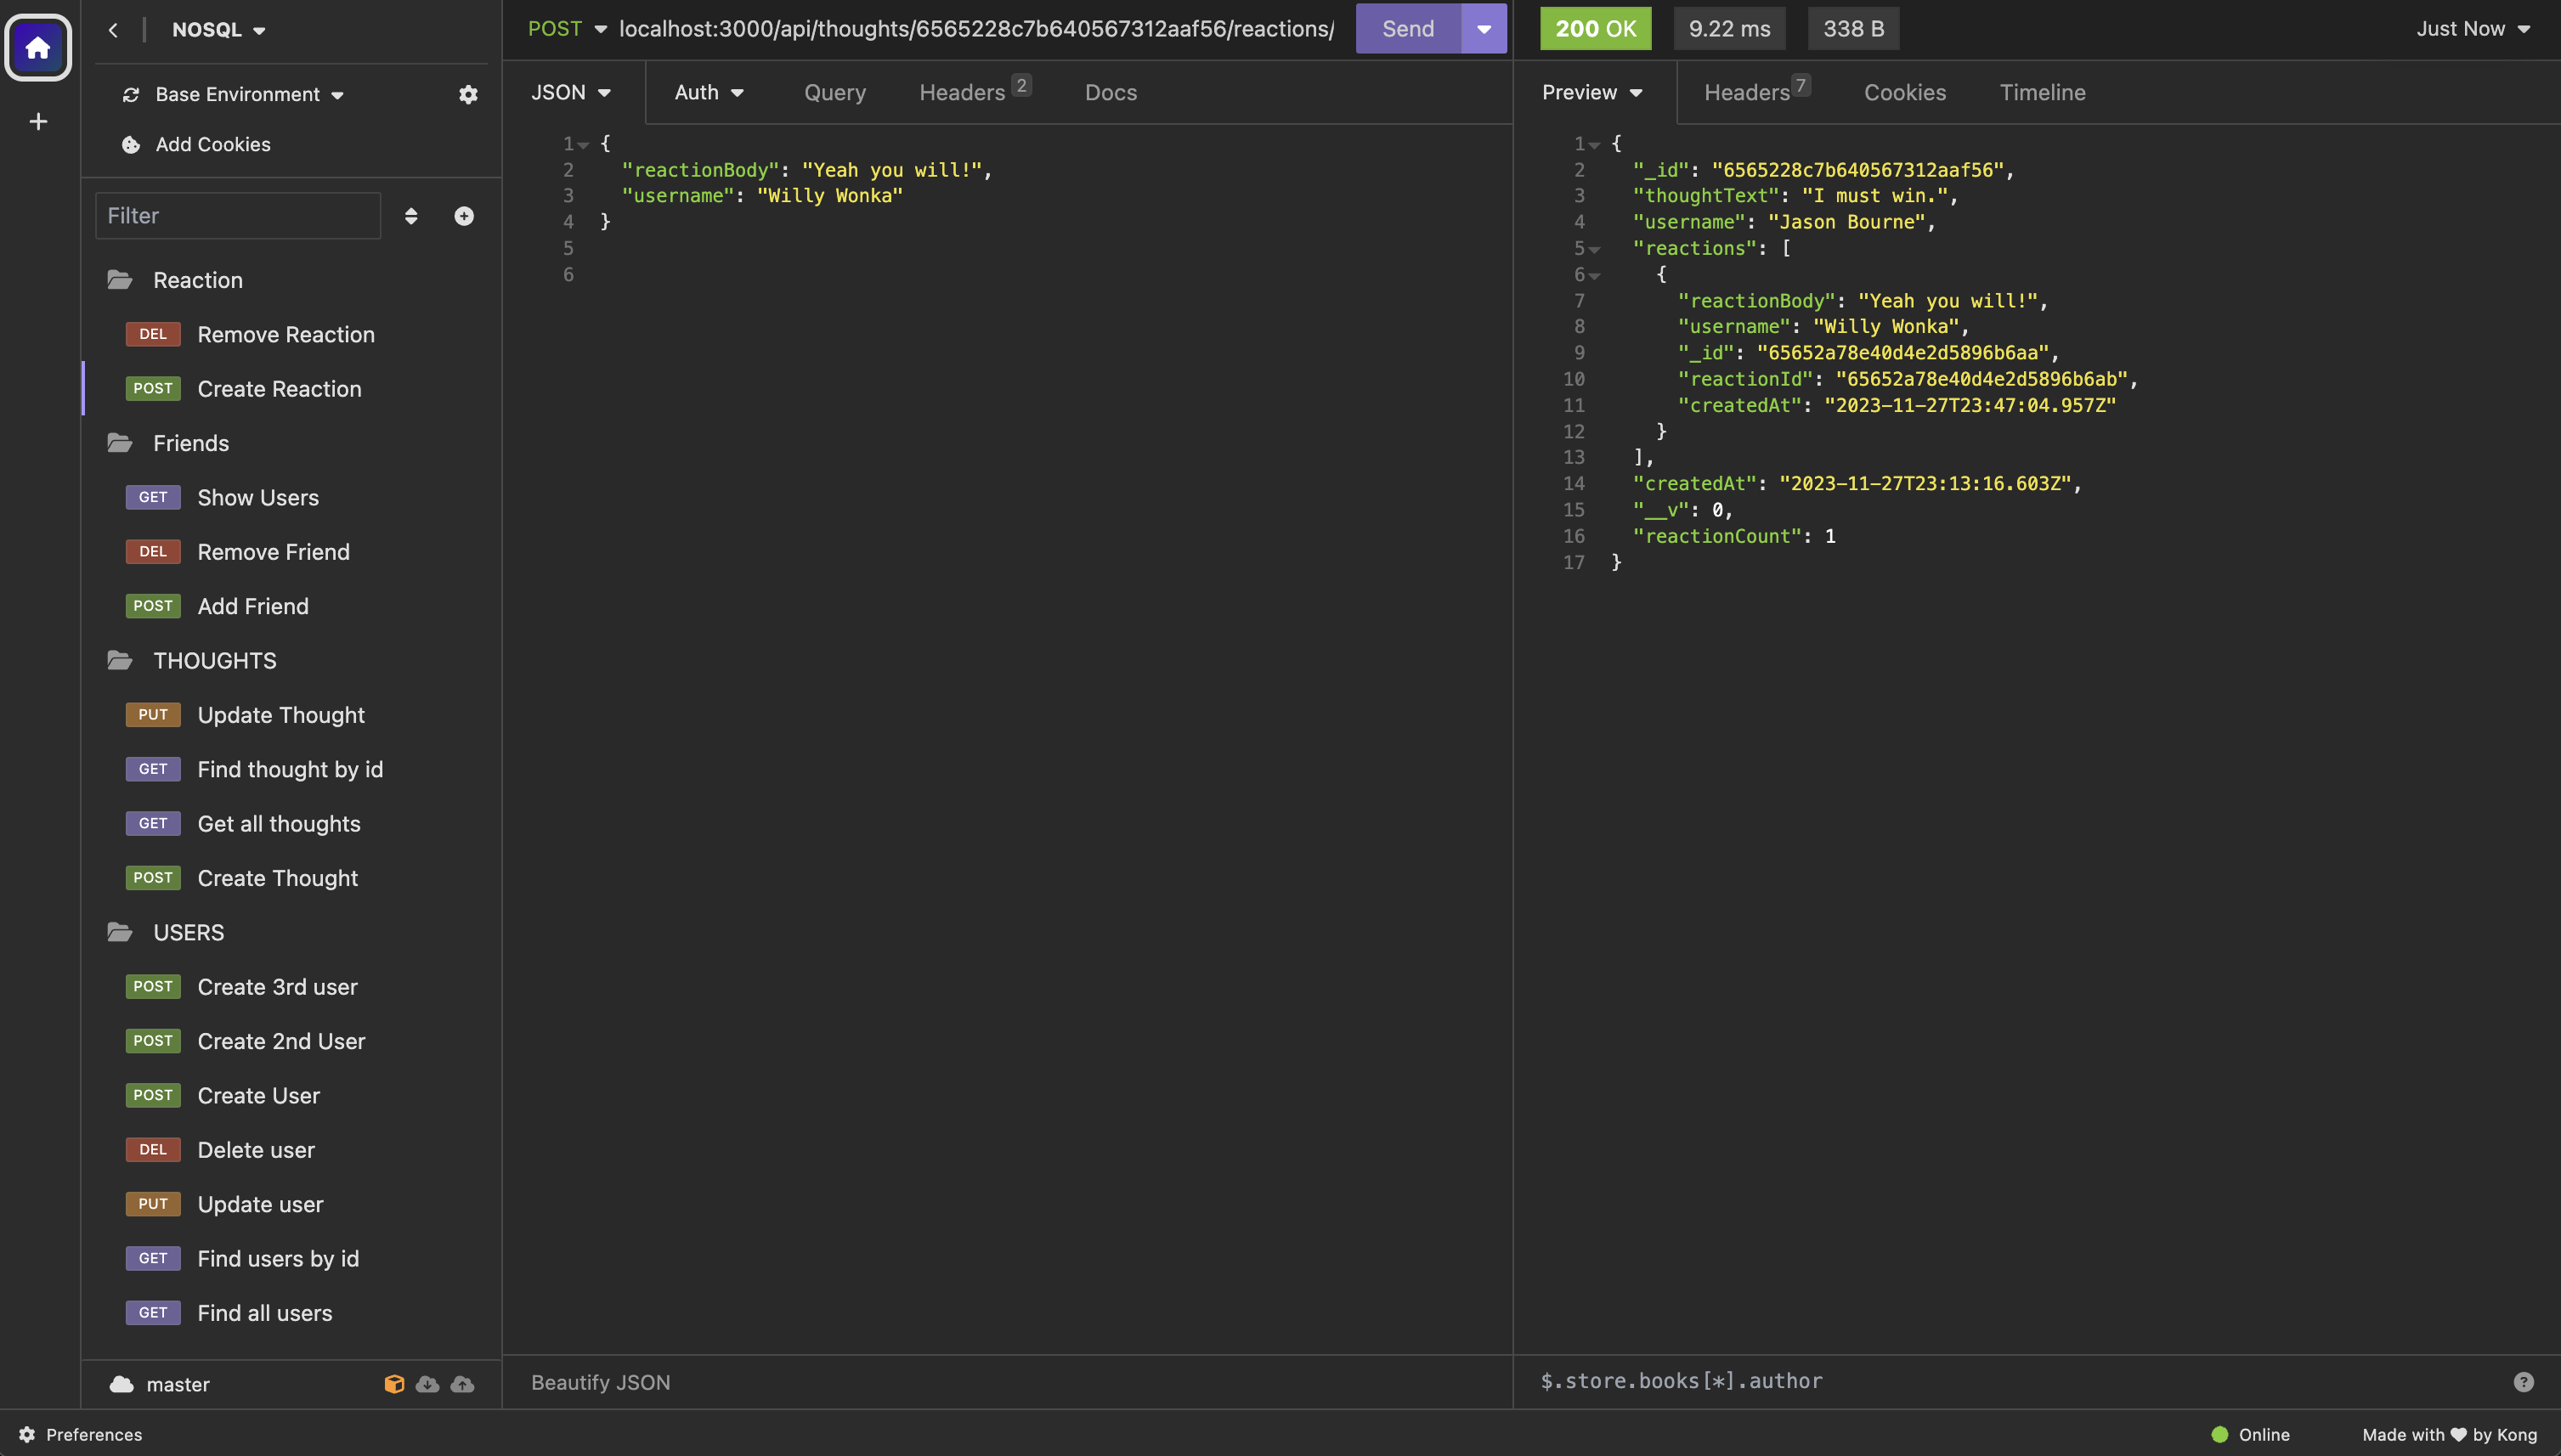 NOSQL
Base Environment
Add Cookies
Filter
Reaction
DEL Remove Reaction
POST Create Reaction
Friends
GET Show Users
DEL Remove Friend
POST Add Friend
THOUGHTS
PUT Update Thought
GET Find thought by id
GET Get all thoughts
POST Create Thought
USERS
POST Create 3rd user
POST Create 2nd User
POST Create User
DEL Delete user
PUT Update user
GET Find users by id
GET Find all users
master
Preferences
POST localhost:3000/api/thoughts/6565228c7b640567312aaf56/reactions/ Send
JSON Auth Query Headers 2 Docs
1 {
2 "reactionBody": "Yeah you will!",
3 "username": "Willy Wonka"
4 }
5
6
Beautify JSON
200 OK 9.22 ms 338 B Just Now
Preview Headers 7 Cookies Timeline
1 {
2 "_id": "6565228c7b640567312aaf56",
3 "thoughtText": "I must win.",
4 "username": "Jason Bourne",
5 "reactions": [
6 {
7 "reactionBody": "Yeah you will!",
8 "username": "Willy Wonka",
9 "_id": "65652a78e40d4e2d5896b6aa",
10 "reactionId": "65652a78e40d4e2d5896b6ab",
11 "createdAt": "2023-11-27T23:47:04.957Z"
12 }
13 ],
14 "createdAt": "2023-11-27T23:13:16.603Z",
15 "__v": 0,
16 "reactionCount": 1
17 }
$.store.books[*].author
Online Made with ♥ by Kong